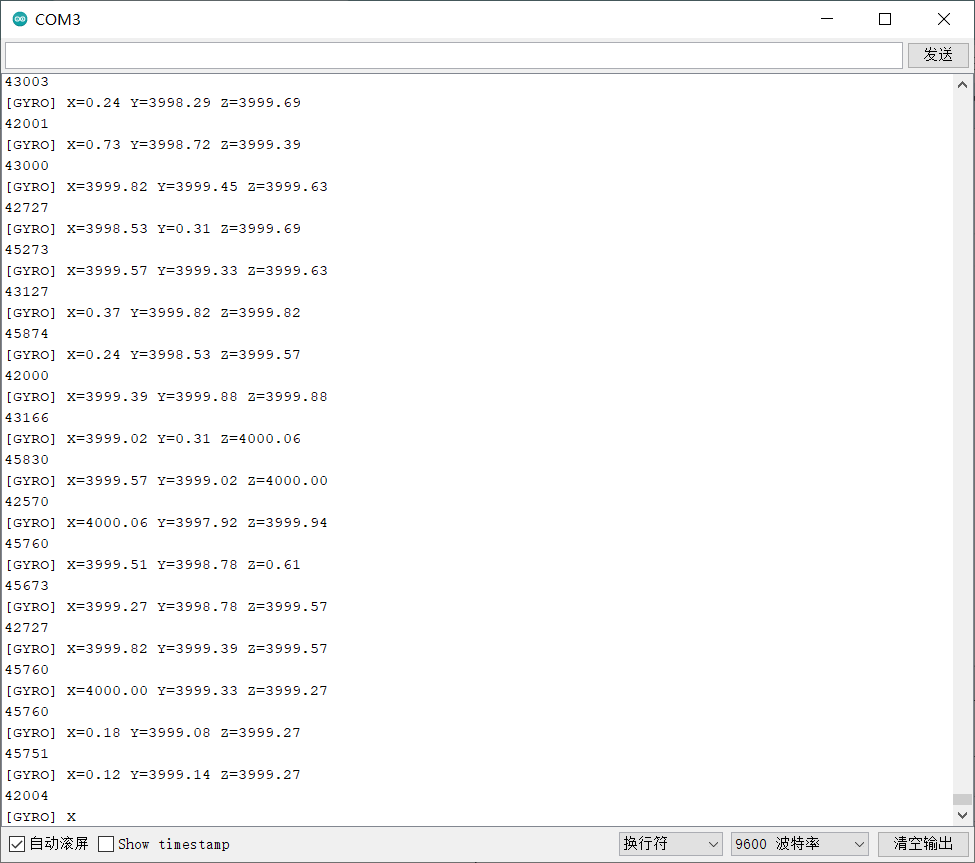 COM3
发送
43003
[GYRO] X=0.24 Y=3998.29 Z=3999.69
42001
[GYRO] X=0.73 Y=3998.72 Z=3999.39
43000
[GYRO] X=3999.82 Y=3999.45 Z=3999.63
42727
[GYRO] X=3998.53 Y=0.31 Z=3999.69
45273
[GYRO] X=3999.57 Y=3999.33 Z=3999.63
43127
[GYRO] X=0.37 Y=3999.82 Z=3999.82
45874
[GYRO] X=0.24 Y=3998.53 Z=3999.57
42000
[GYRO] X=3999.39 Y=3999.88 Z=3999.88
43166
[GYRO] X=3999.02 Y=0.31 Z=4000.06
45830
[GYRO] X=3999.57 Y=3999.02 Z=4000.00
42570
[GYRO] X=4000.06 Y=3997.92 Z=3999.94
45760
[GYRO] X=3999.51 Y=3998.78 Z=0.61
45673
[GYRO] X=3999.27 Y=3998.78 Z=3999.57
42727
[GYRO] X=3999.82 Y=3999.39 Z=3999.57
45760
[GYRO] X=4000.00 Y=3999.33 Z=3999.27
45760
[GYRO] X=0.18 Y=3999.08 Z=3999.27
45751
[GYRO] X=0.12 Y=3999.14 Z=3999.27
42004
[GYRO] X
自动滚屏 Show timestamp 换行符 9600 波特率 清空输出